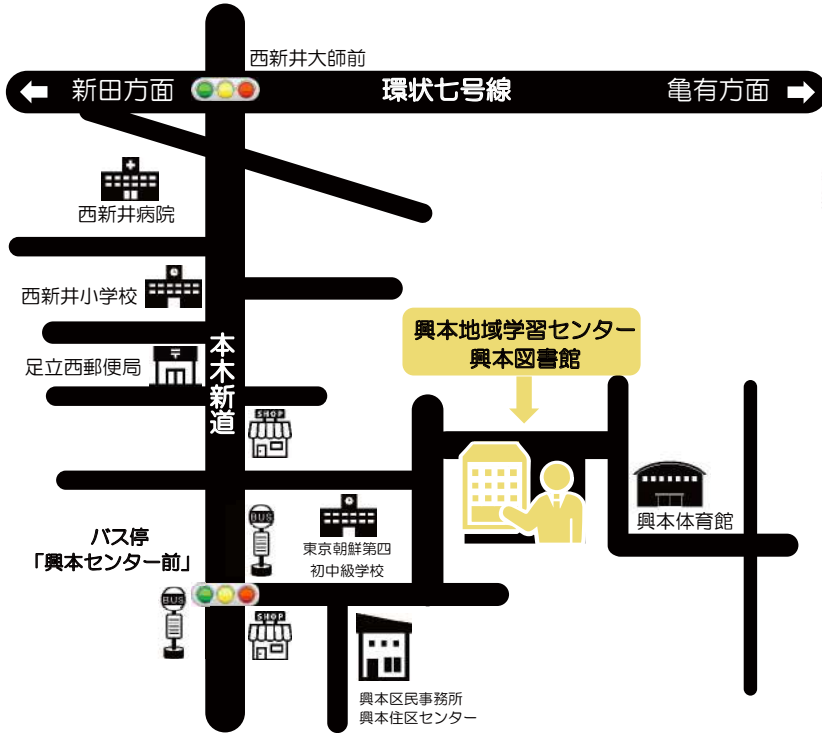 西新井大師前
新田方面
環状七号線
亀有方面
西新井病院
西新井小学校
足立西郵便局
本木新道
興本地域学習センター
興本図書館
SHOP
興本体育館
バス停
「興本センター前」
BUS
東京朝鮮第四
初中級学校
BUS
SHOP
興本区民事務所
興本住区センター